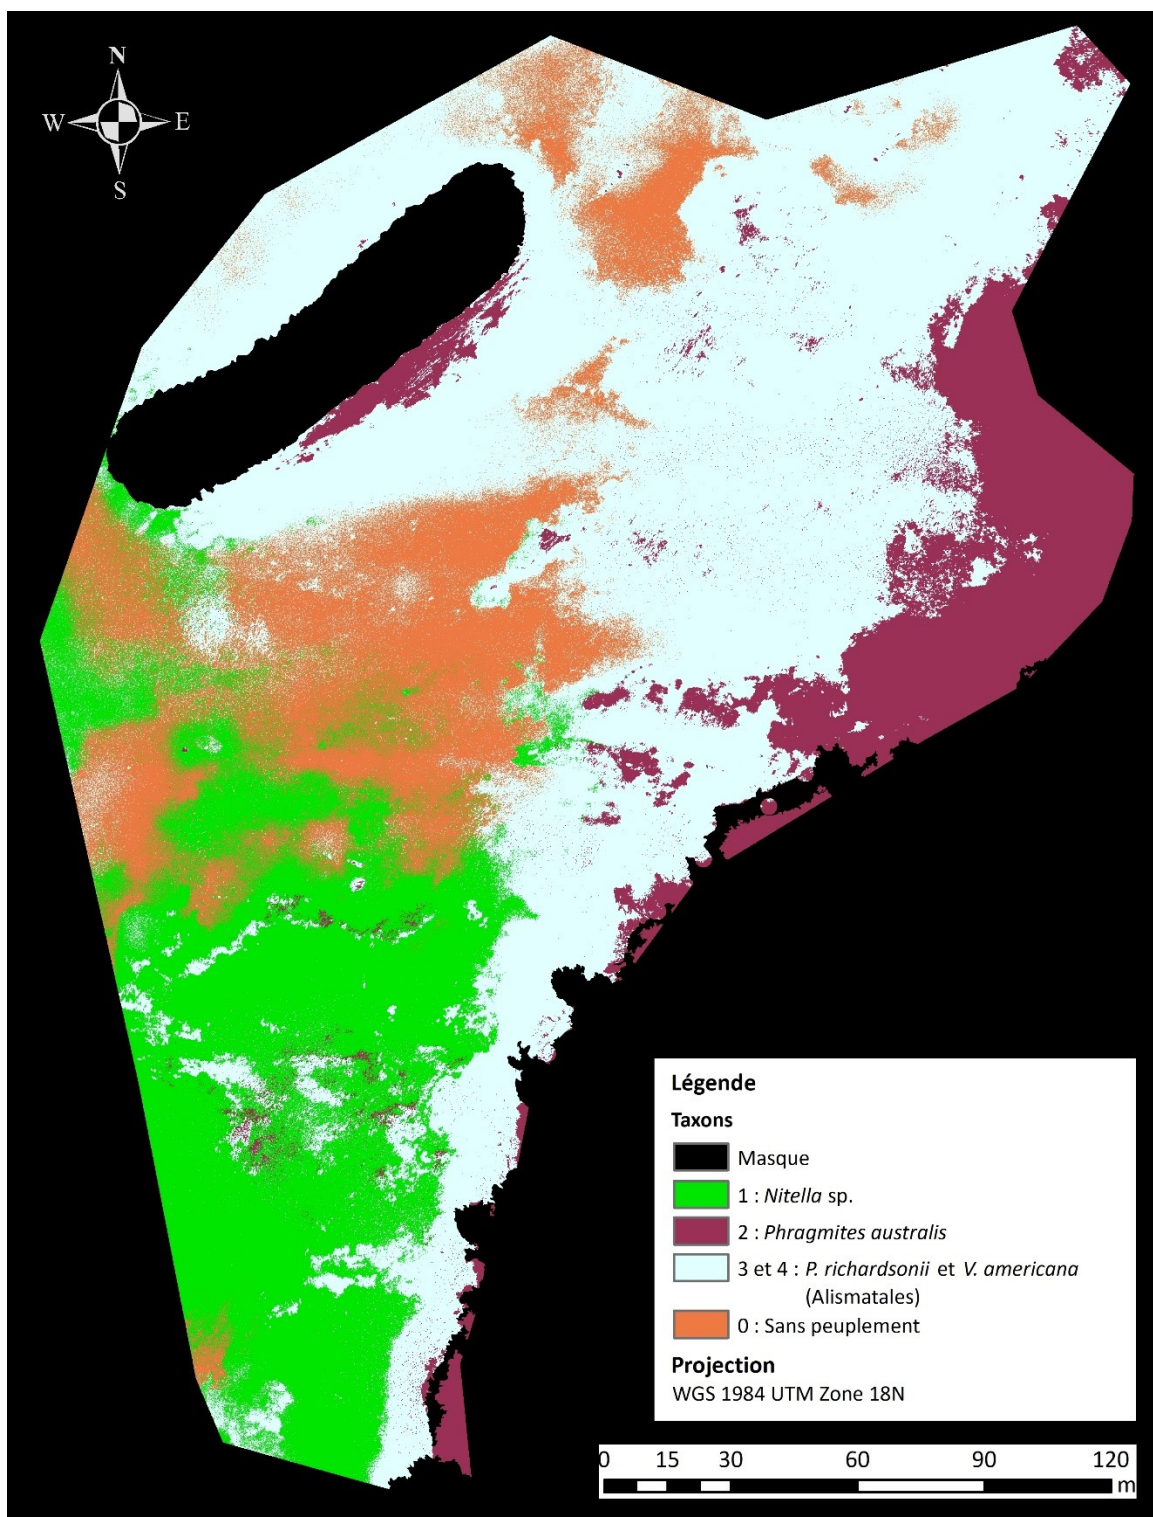 N
W E
S
Légende
Taxons
Masque
1 : Nitella sp.
2 : Phragmites australis
3 et 4 : P. richardsonii et V. americana
(Alismatales)
0 : Sans peuplement
Projection
WGS 1984 UTM Zone 18N
0 15 30 60 90 120
m